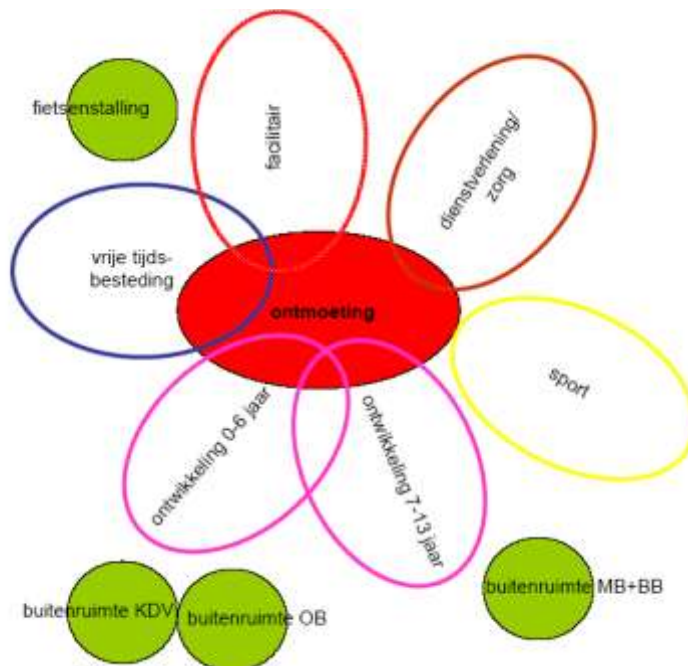 fietsenstalling
facilitair
dienstverlening/
zorg
vrije tijds-
besteding
ontmoeting
sport
ontwikkeling 0-6 jaar
ontwikkeling 7-13 jaar
buitenruimte KDV
buitenruimte OB
buitenruimte MB+BB